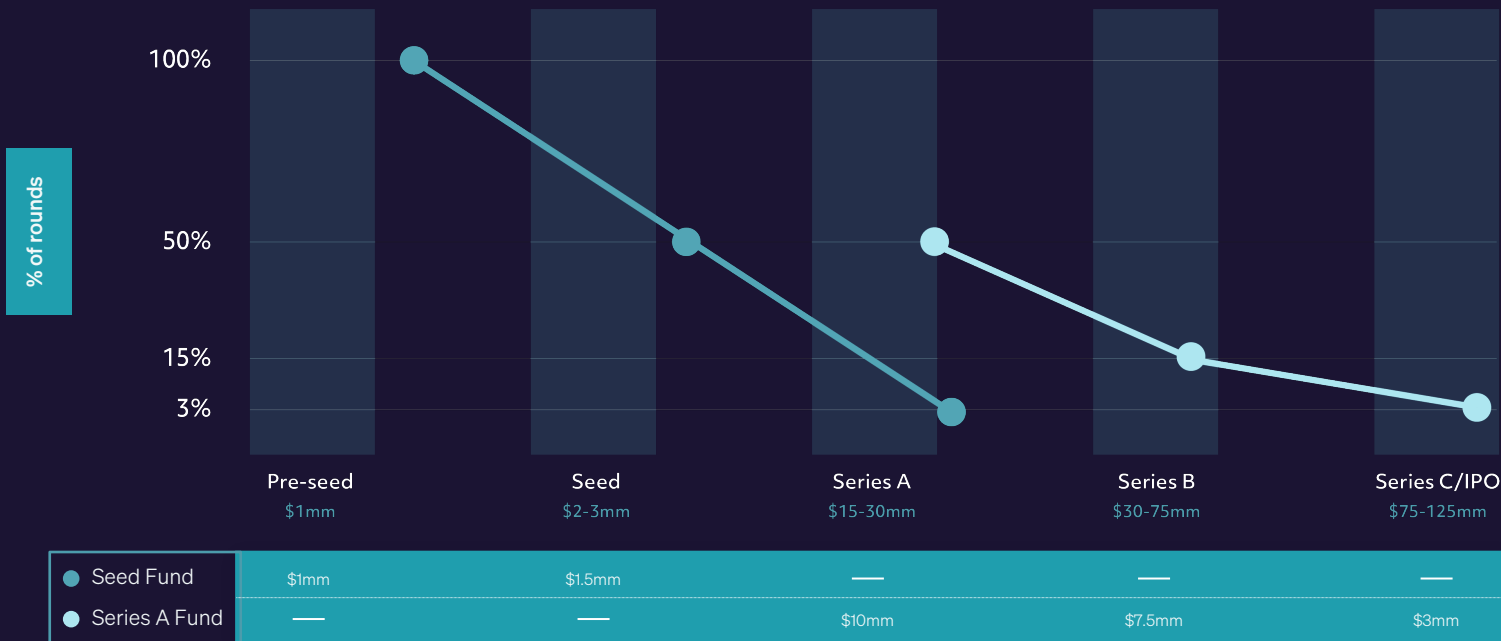 100%
50%
15%
3%
% of rounds
Pre-seed Seed Series A Series B Series C/IPO
$1mm $2-3mm $15-30mm $30-75mm $75-125mm
Seed Fund $1mm $1.5mm — — —
Series A Fund — — $10mm $7.5mm $3mm